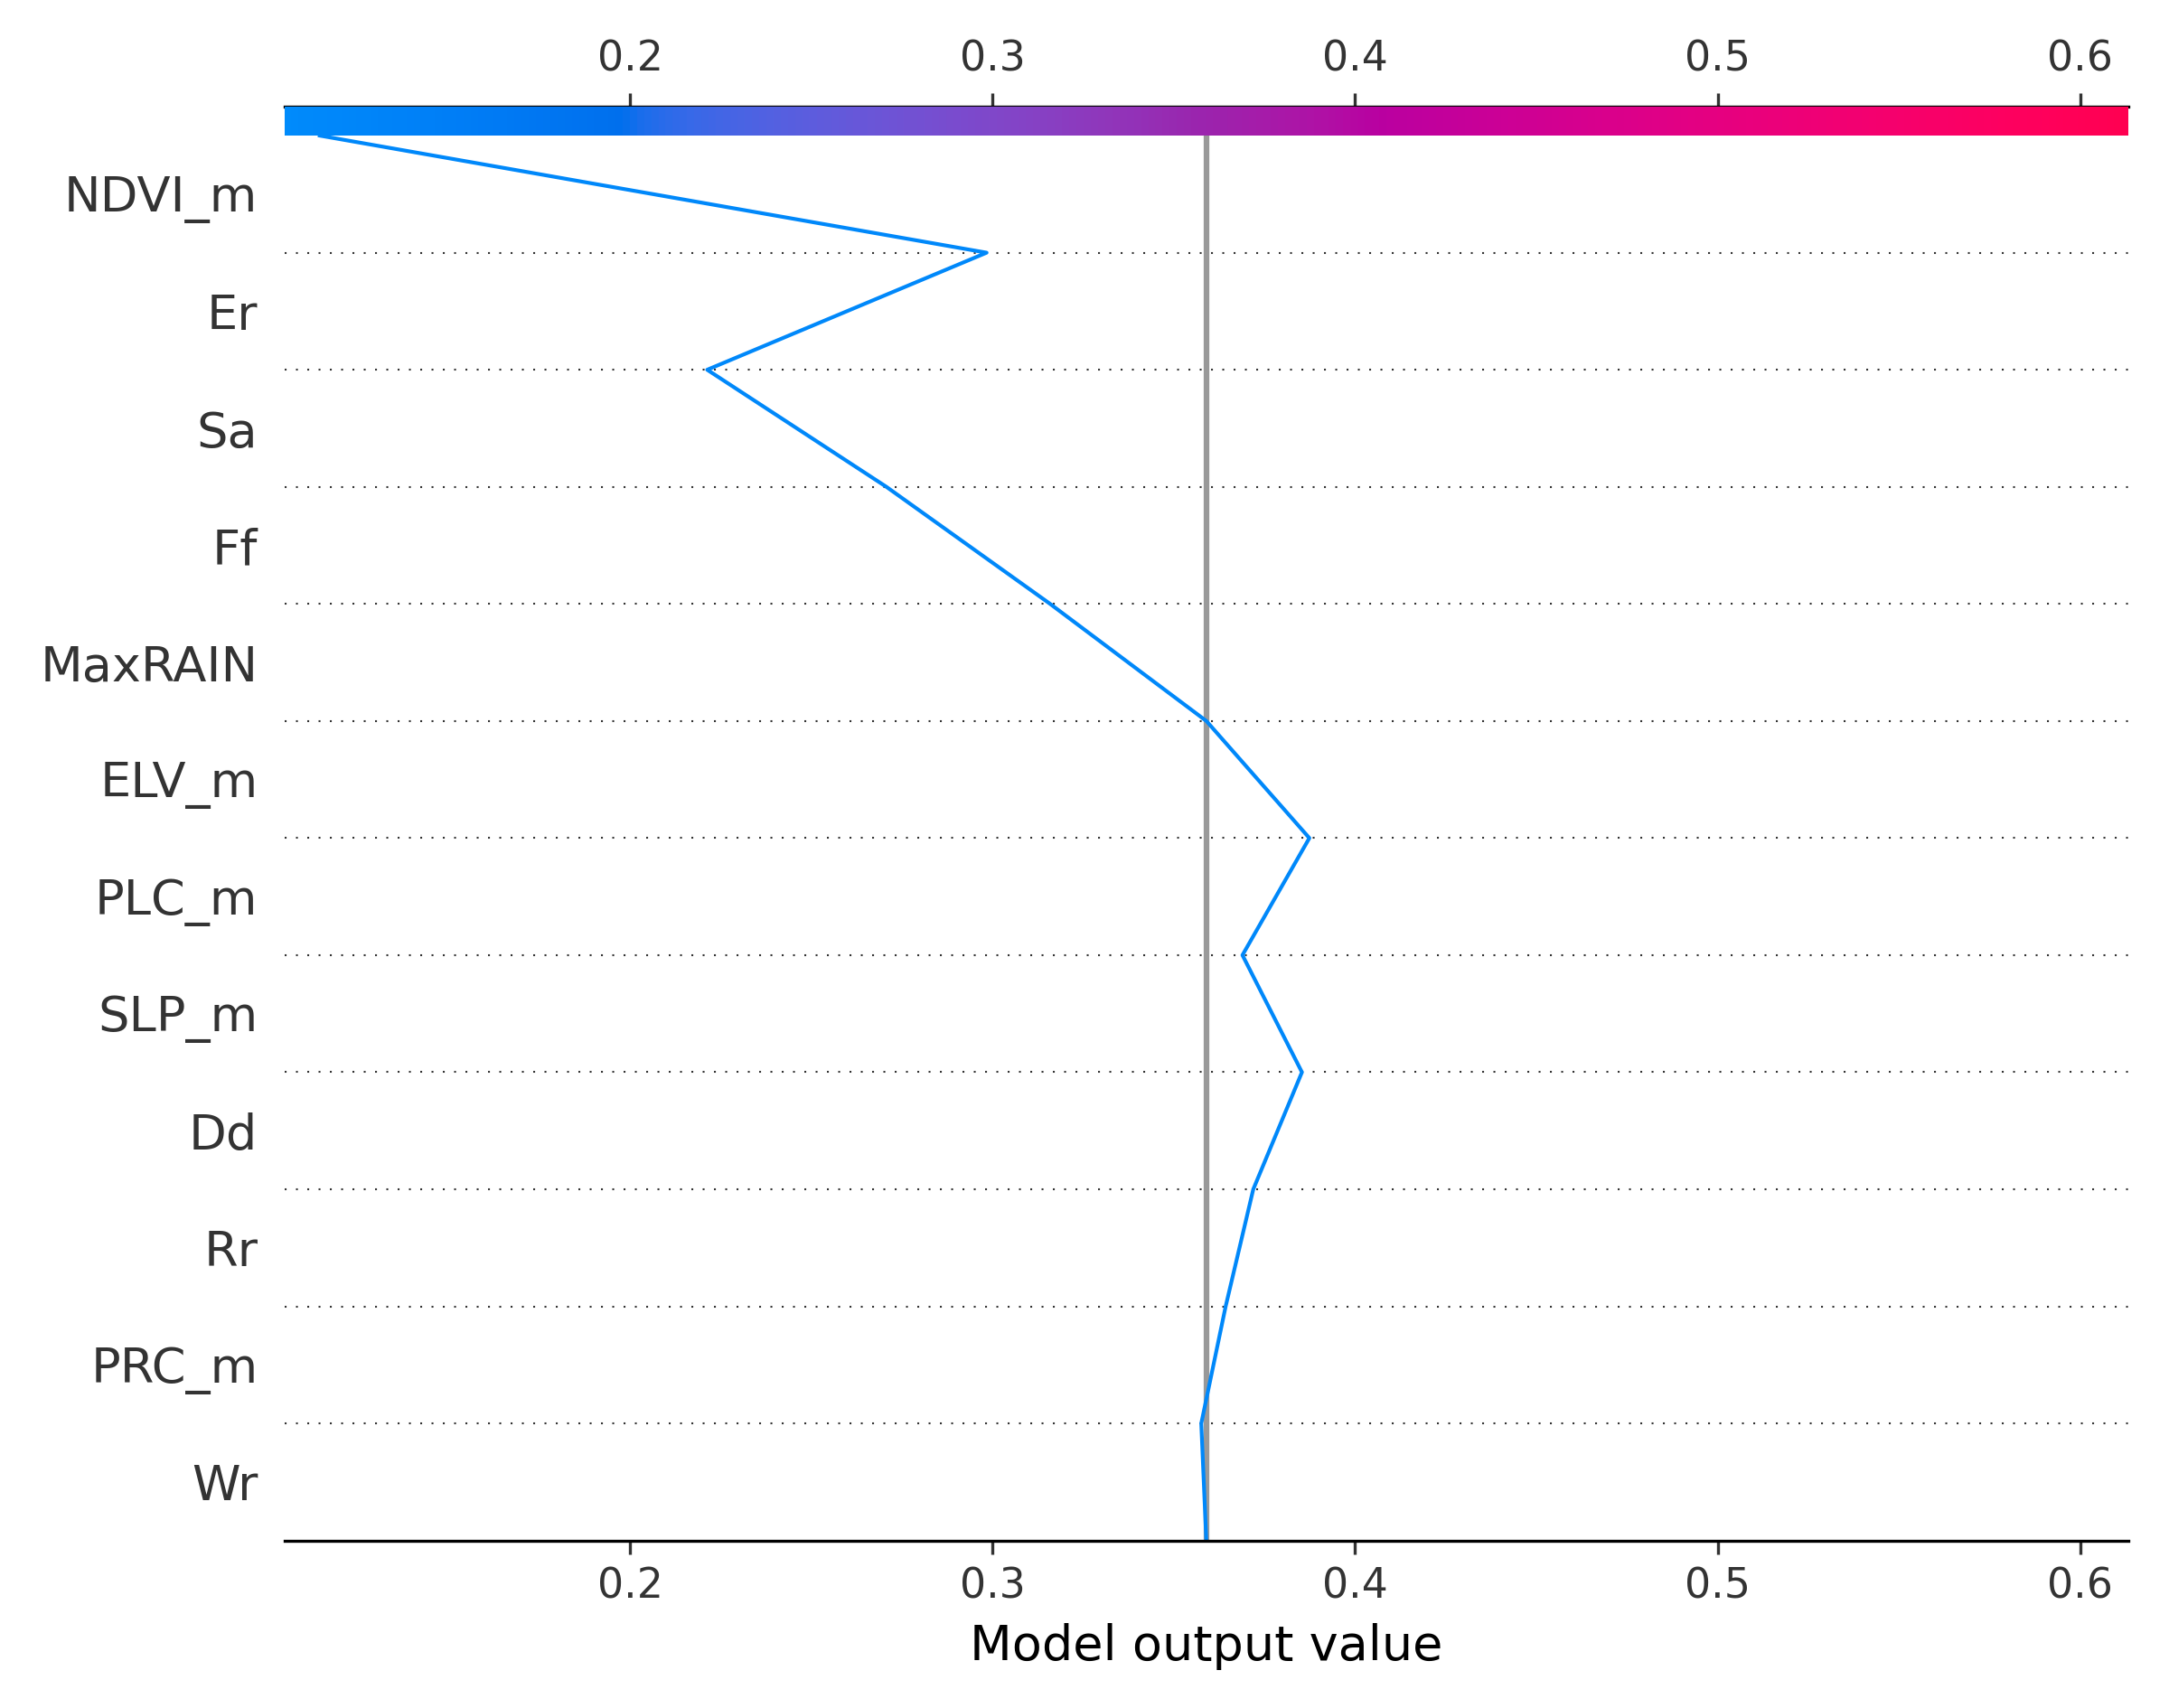 0.2 0.3 0.4 0.5 0.6
NDVI_m
Er
Sa
Ff
MaxRAIN
ELV_m
PLC_m
SLP_m
Dd
Rr
PRC_m
Wr
0.2 0.3 0.4 0.5 0.6
Model output value